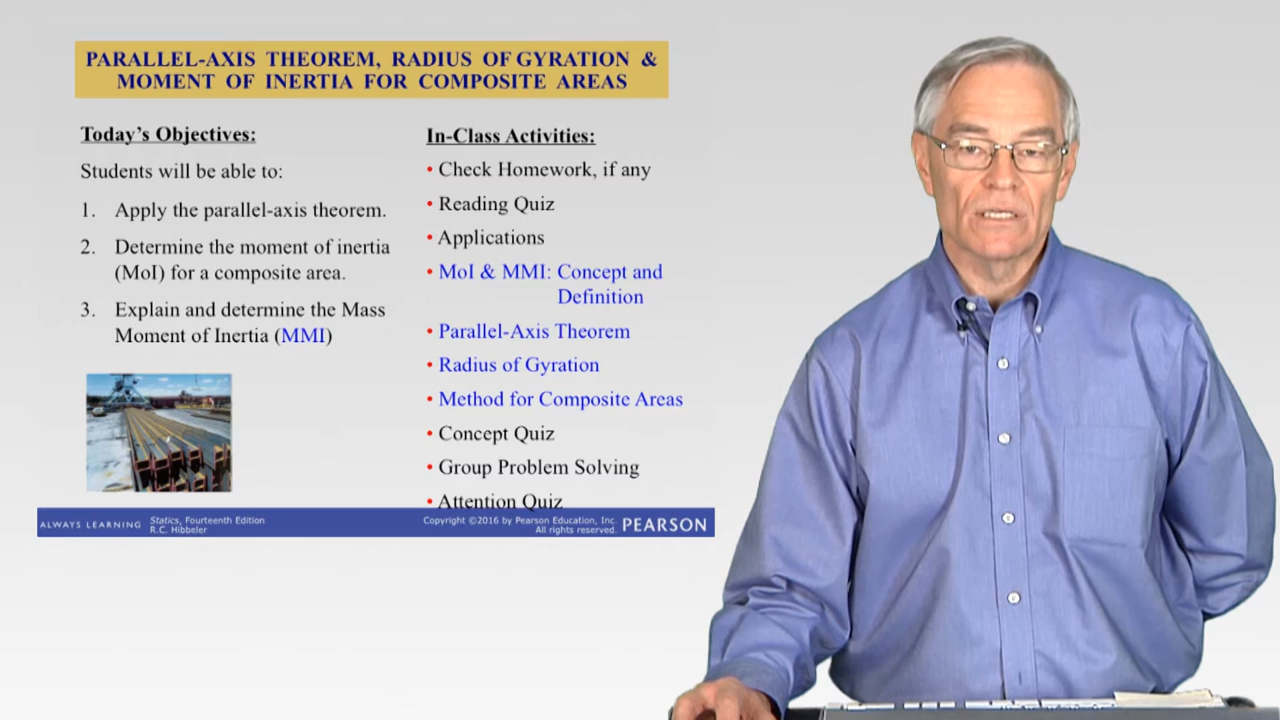 PARALLEL-AXIS THEOREM, RADIUS OF GYRATION &
MOMENT OF INERTIA FOR COMPOSITE AREAS
Today's Objectives:
Students will be able to:
1. Apply the parallel-axis theorem.
2. Determine the moment of inertia
(MoI) for a composite area.
3. Explain and determine the Mass
Moment of Inertia (MMI)
In-Class Activities:
• Check Homework, if any
• Reading Quiz
• Applications
• MoI & MMI: Concept and
Definition
• Parallel-Axis Theorem
• Radius of Gyration
• Method for Composite Areas
• Concept Quiz
• Group Problem Solving
• Attention Quiz
ALWAYS LEARNING
Statics, Fourteenth Edition
R.C. Hibbeler
Copyright ©2016 by Pearson Education, Inc.
All rights reserved.
PEARSON